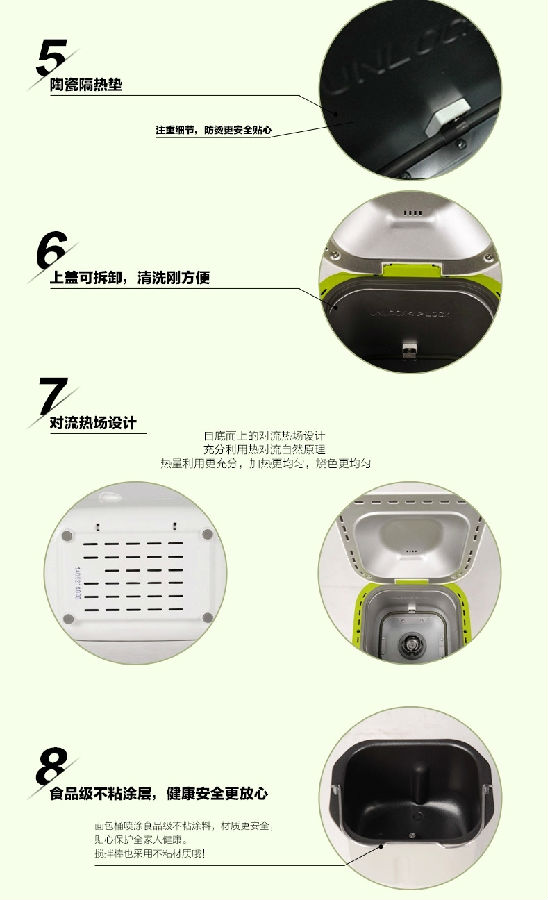 5
陶瓷隔热垫
注重细节，防烫更安全贴心
UNLOCK
6
上盖可拆卸，清洗刚方便
UNLOCK LOCK
7
对流热场设计
自底而上的对流热场设计
充分利用热对流自然原理
热量利用更充分，加热更均匀，烧色更均匀
8
食品级不粘涂层，健康安全更放心
面包桶喷涂食品级不粘涂料，材质更安全
贴心保护全家人健康。
搅拌棒也采用不粘材质哦！